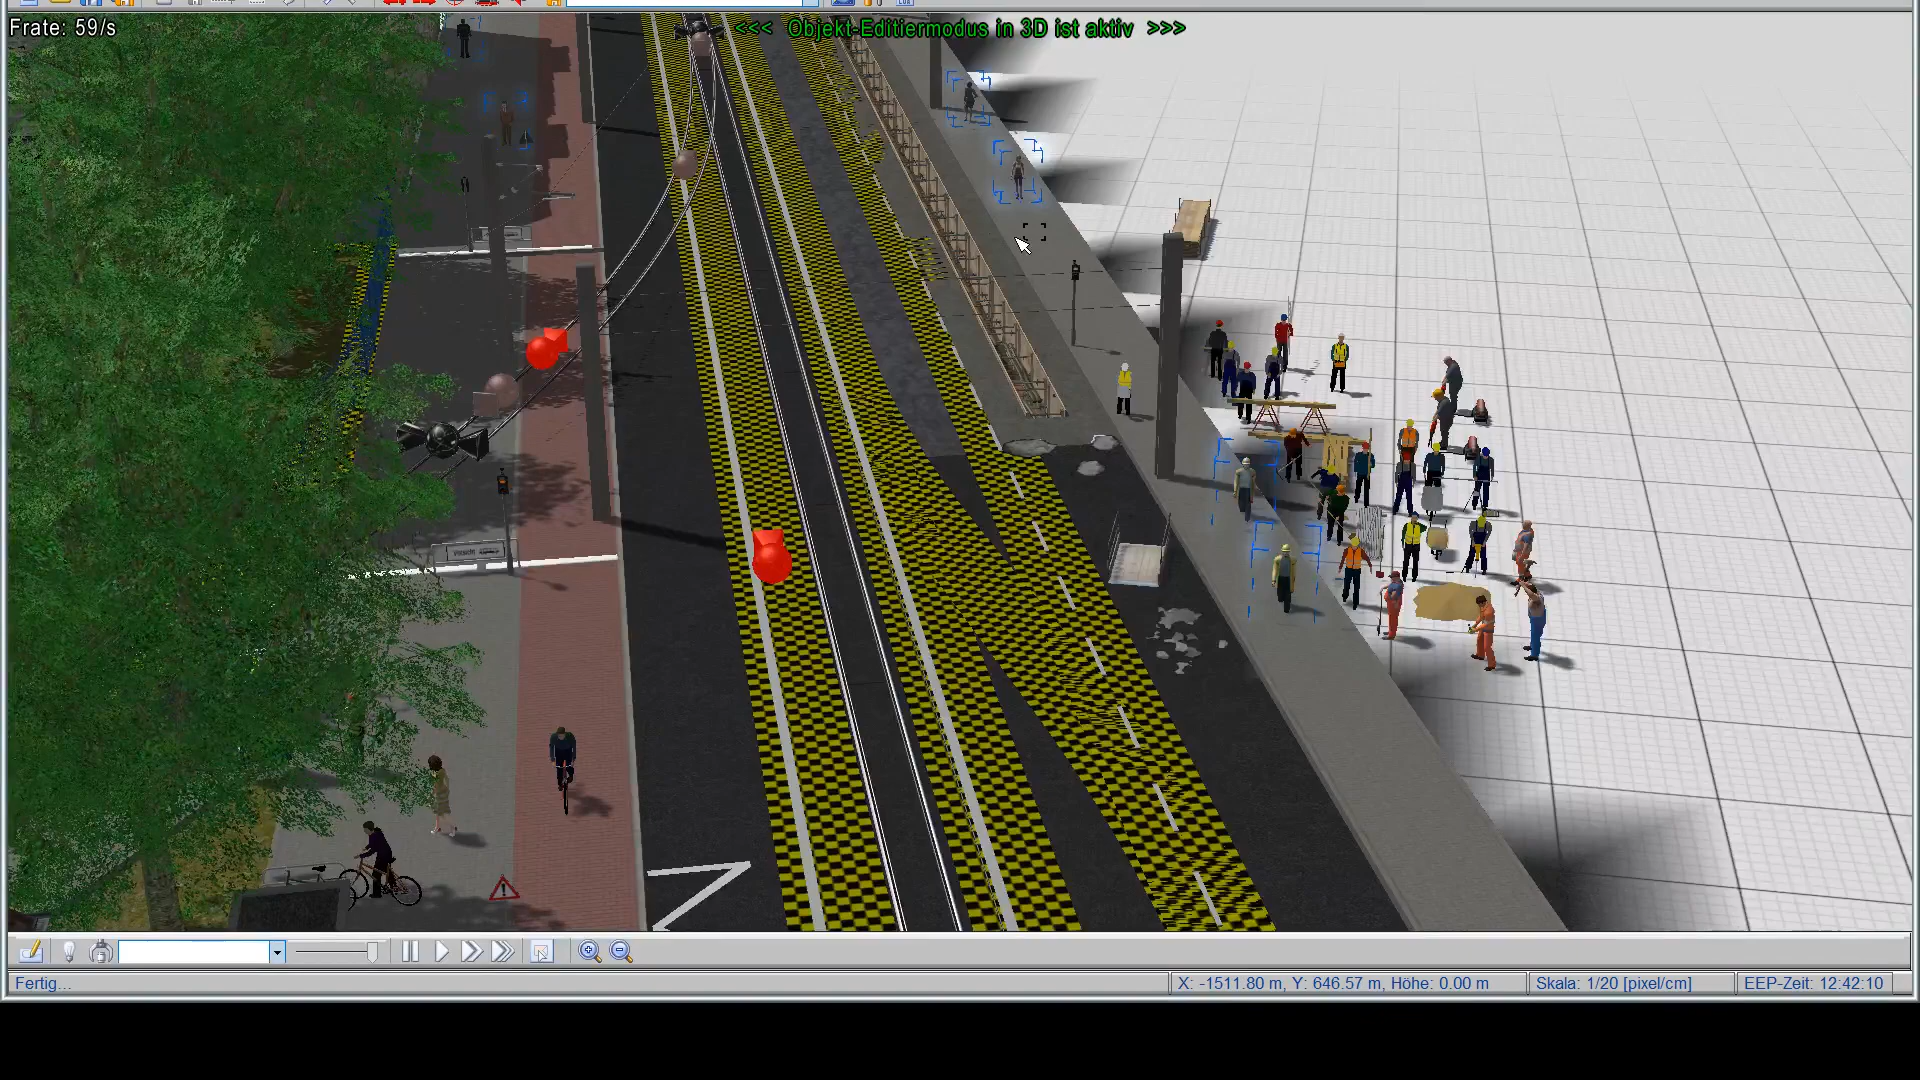 Frate: 59/s
<<< Objekt-Editiermodus in 3D ist aktiv >>>
Fertig...
X: -1511.80 m, Y: 646.57 m, Höhe: 0.00 m
Skala: 1/20 [pixel/cm]
EEP-Zeit: 12:42:10